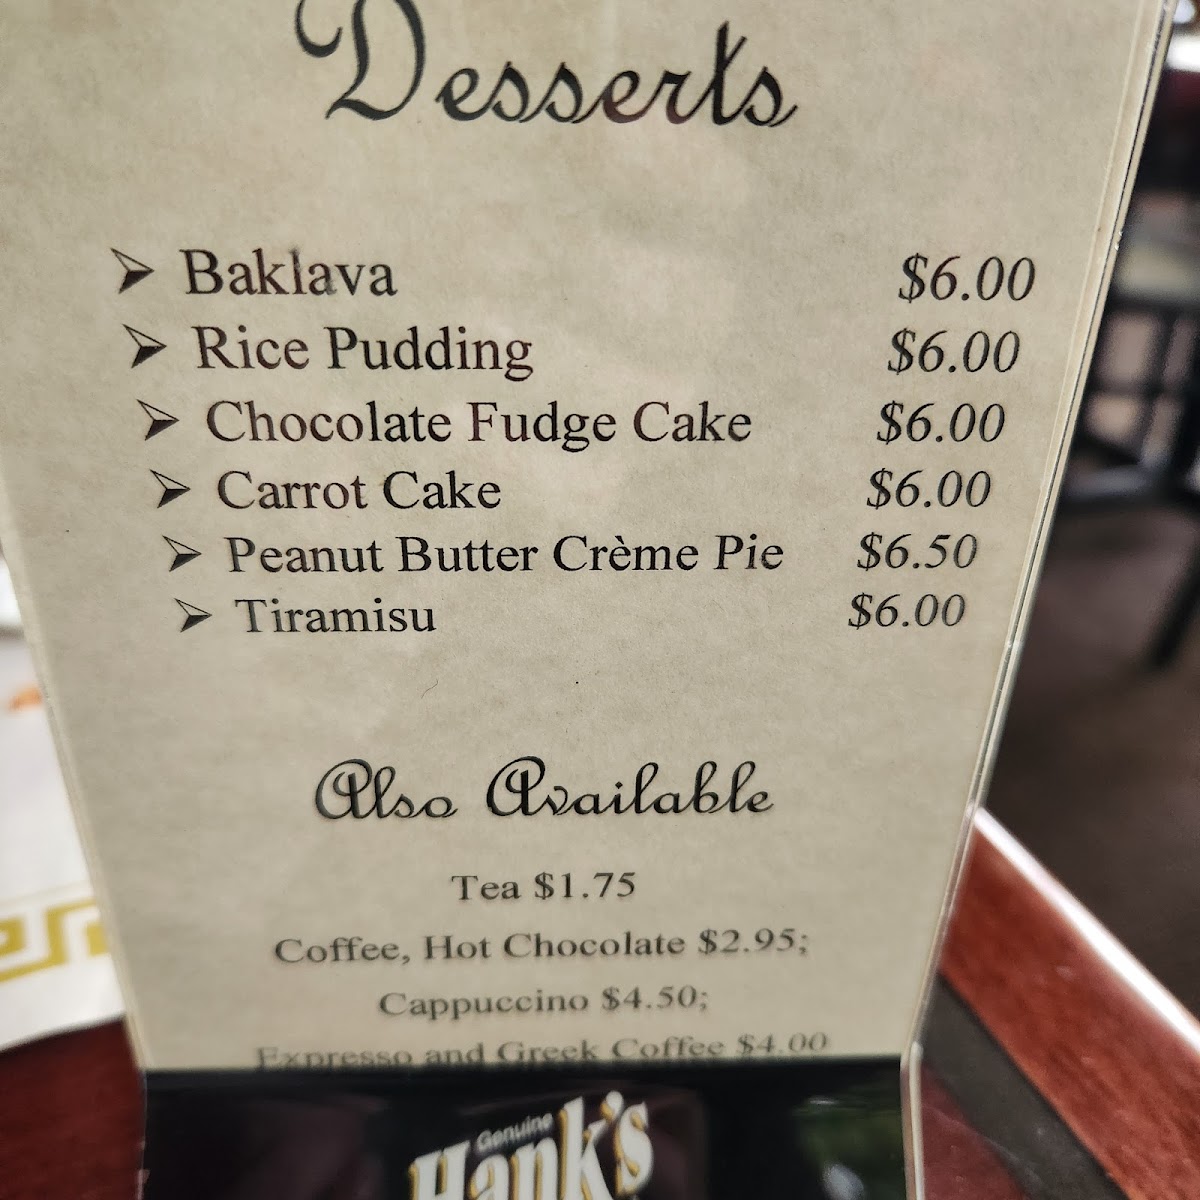 Desserts
➢ Baklava $6.00
➢ Rice Pudding $6.00
➢ Chocolate Fudge Cake $6.00
➢ Carrot Cake $6.00
➢ Peanut Butter Crème Pie $6.50
➢ Tiramisu $6.00
Also Available
Tea $1.75
Coffee, Hot Chocolate $2.95;
Cappuccino $4.50;
Expresso and Greek Coffee $4.00
Genuine
Hank's